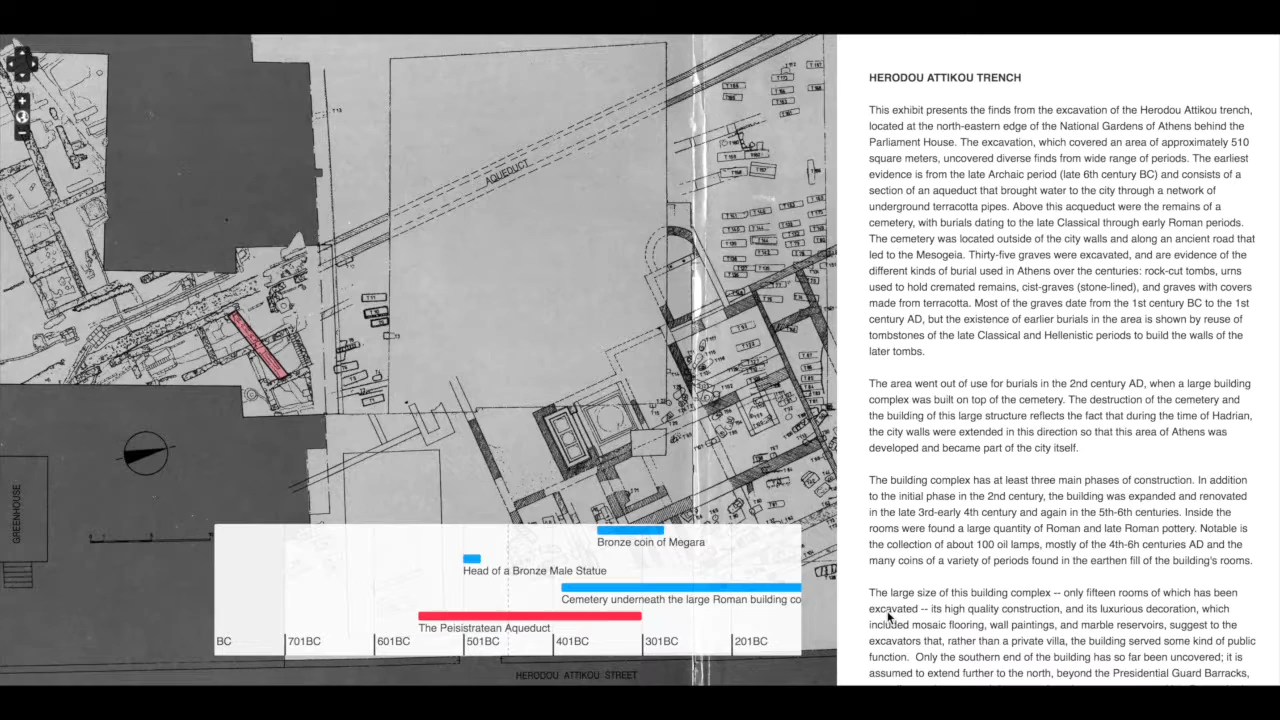 HERODOU ATTIKOU TRENCH
This exhibit presents the finds from the excavation of the Herodou Attikou trench,
located at the north-eastern edge of the National Gardens of Athens behind the
Parliament House. The excavation, which covered an area of approximately 510
square meters, uncovered diverse finds from wide range of periods. The earliest
evidence is from the late Archaic period (late 6th century BC) and consists of a
section of an aqueduct that brought water to the city through a network of
underground terracotta pipes. Above this acqueduct were the remains of a
cemetery, with burials dating to the late Classical through early Roman periods.
The cemetery was located outside of the city walls and along an ancient road that
led to the Mesogeia. Thirty-five graves were excavated, and are evidence of the
different kinds of burial used in Athens over the centuries: rock-cut tombs, urns
used to hold cremated remains, cist-graves (stone-lined), and graves with covers
made from terracotta. Most of the graves date from the 1st century BC to the 1st
century AD, but the existence of earlier burials in the area is shown by reuse of
tombstones of the late Classical and Hellenistic periods to build the walls of the
later tombs.
The area went out of use for burials in the 2nd century AD, when a large building
complex was built on top of the cemetery. The destruction of the cemetery and
the building of this large structure reflects the fact that during the time of Hadrian,
the city walls were extended in this direction so that this area of Athens was
developed and became part of the city itself.
The building complex has at least three main phases of construction. In addition
to the initial phase in the 2nd century, the building was expanded and renovated
in the late 3rd-early 4th century and again in the 5th-6th centuries. Inside the
rooms were found a large quantity of Roman and late Roman pottery. Notable is
the collection of about 100 oil lamps, mostly of the 4th-6h centuries AD and the
many coins of a variety of periods found in the earthen fill of the building's rooms.
The large size of this building complex -- only fifteen rooms of which has been
excavated -- its high quality construction, and its luxurious decoration, which
included mosaic flooring, wall paintings, and marble reservoirs, suggest to the
excavators that, rather than a private villa, the building served some kind of public
function. Only the southern end of the building has so far been uncovered; it is
assumed to extend further to the north, beyond the Presidential Guard Barracks,
AQUEDUCT
T13
GREENHOUSE
Bronze coin of Megara
Head of a Bronze Male Statue
Cemetery underneath the large Roman building co
The Peisistratean Aqueduct
BC 701BC 601BC 501BC 401BC 301BC 201BC
HERODOU ATTIKOU STREET